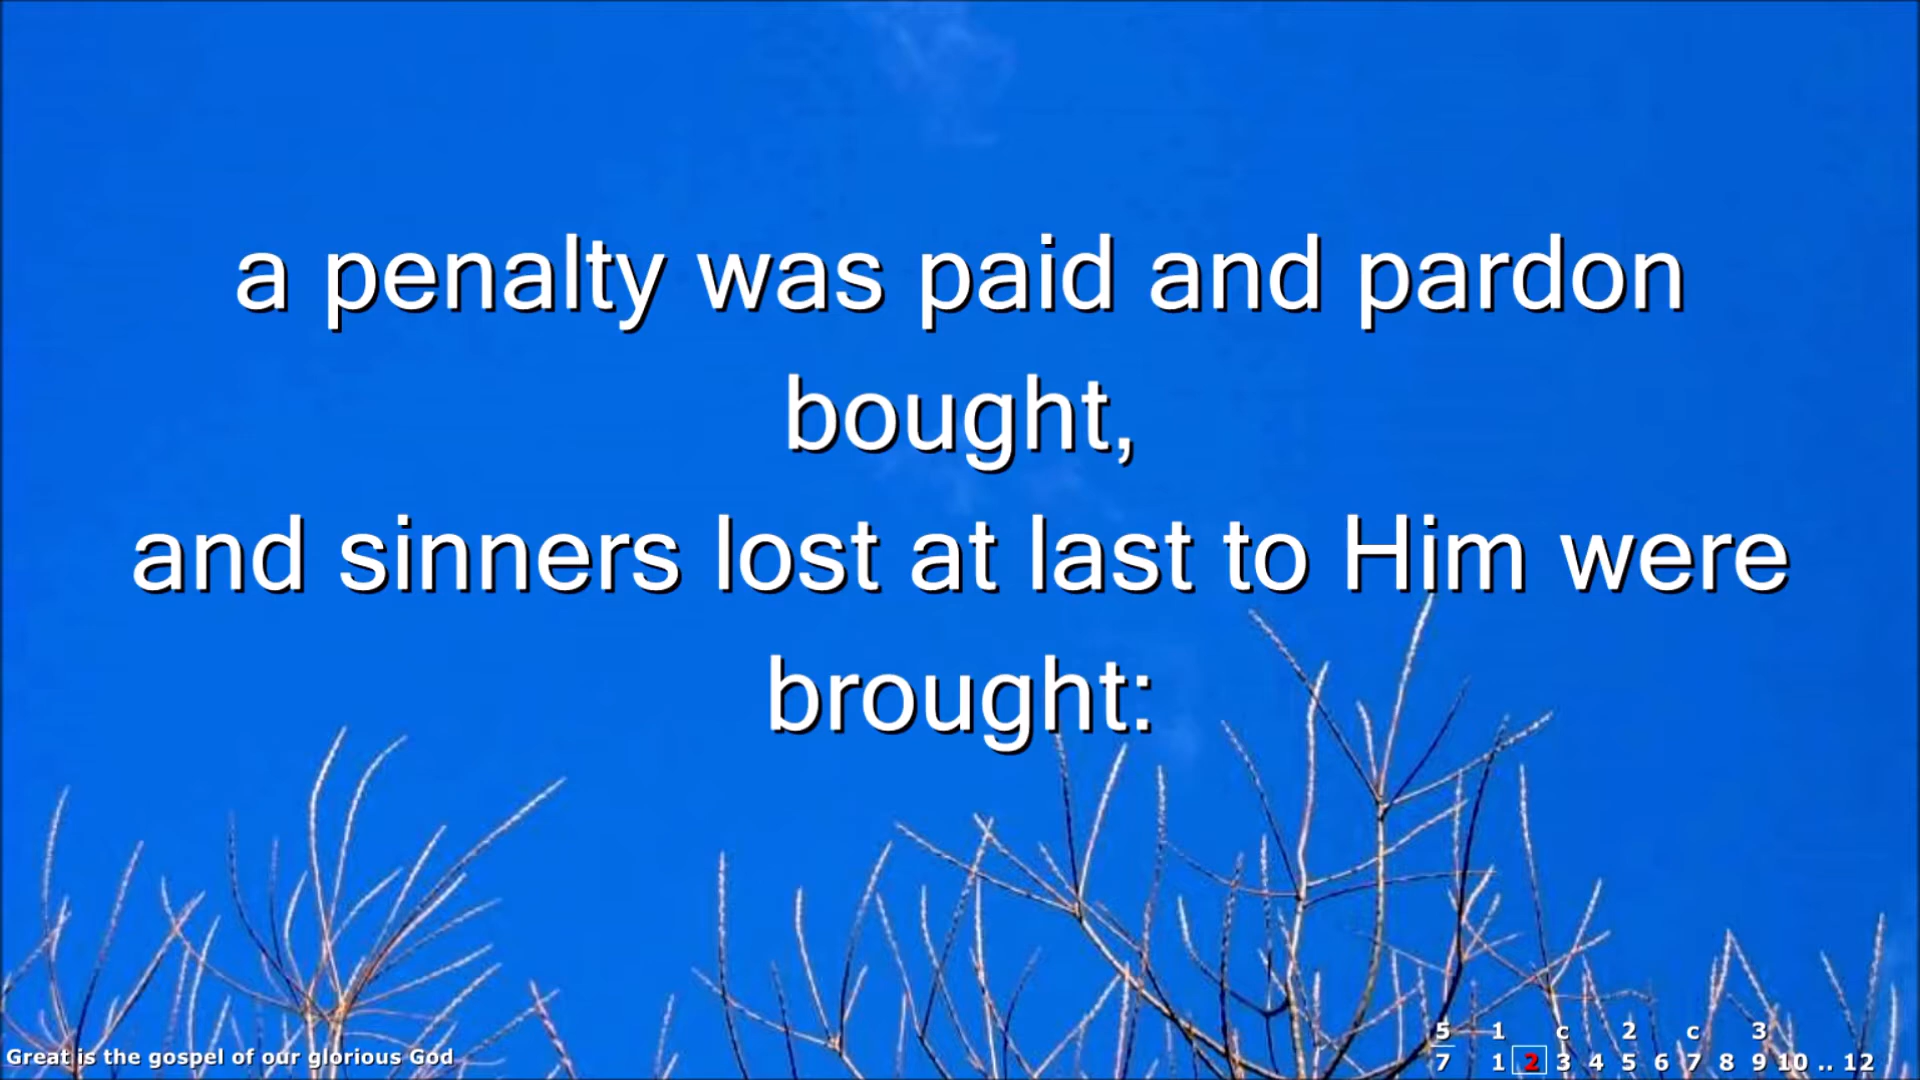 a penalty was paid and pardon
bought,
and sinners lost at last to Him were
brought:
Great is the gospel of our glorious God
5 1 c 2 c 3
7 1 2 3 4 5 6 7 8 9 10 .. 12